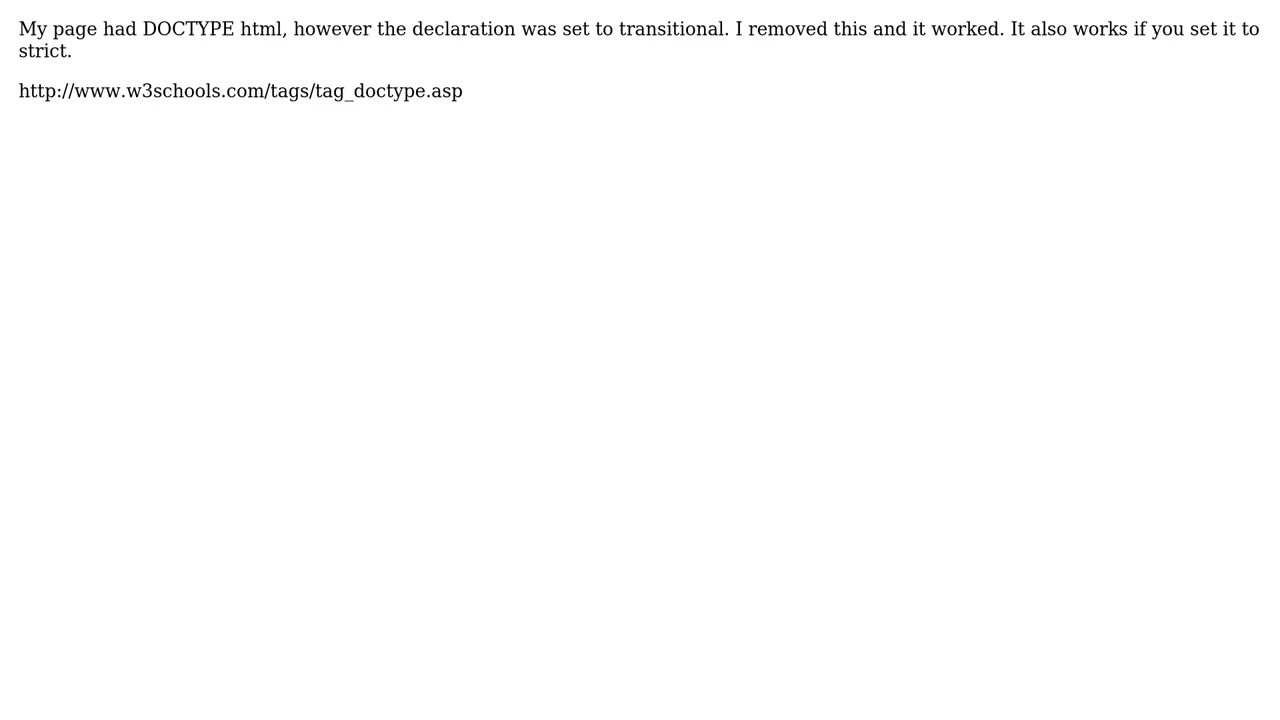 My page had DOCTYPE html, however the declaration was set to transitional. I removed this and it worked. It also works if you set it to
strict.
http://www.w3schools.com/tags/tag_doctype.asp